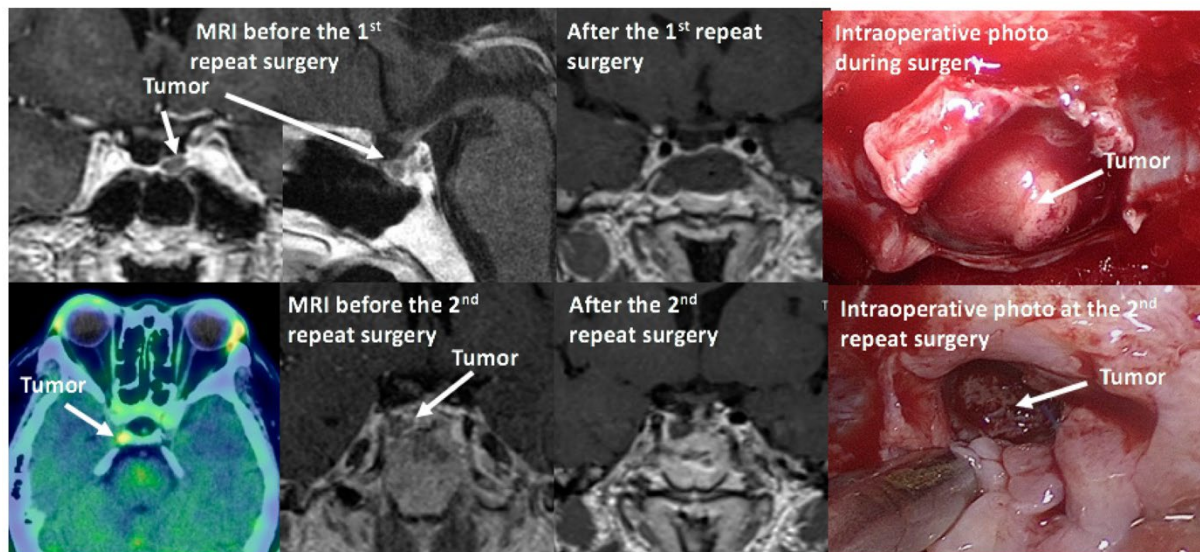 MRI before the 1st
repeat surgery
Tumor
After the 1st repeat
surgery
Intraoperative photo
during surgery
Tumor
Tumor
MRI before the 2nd
repeat surgery
Tumor
After the 2nd
repeat surgery
Intraoperative photo at the 2nd
repeat surgery
Tumor